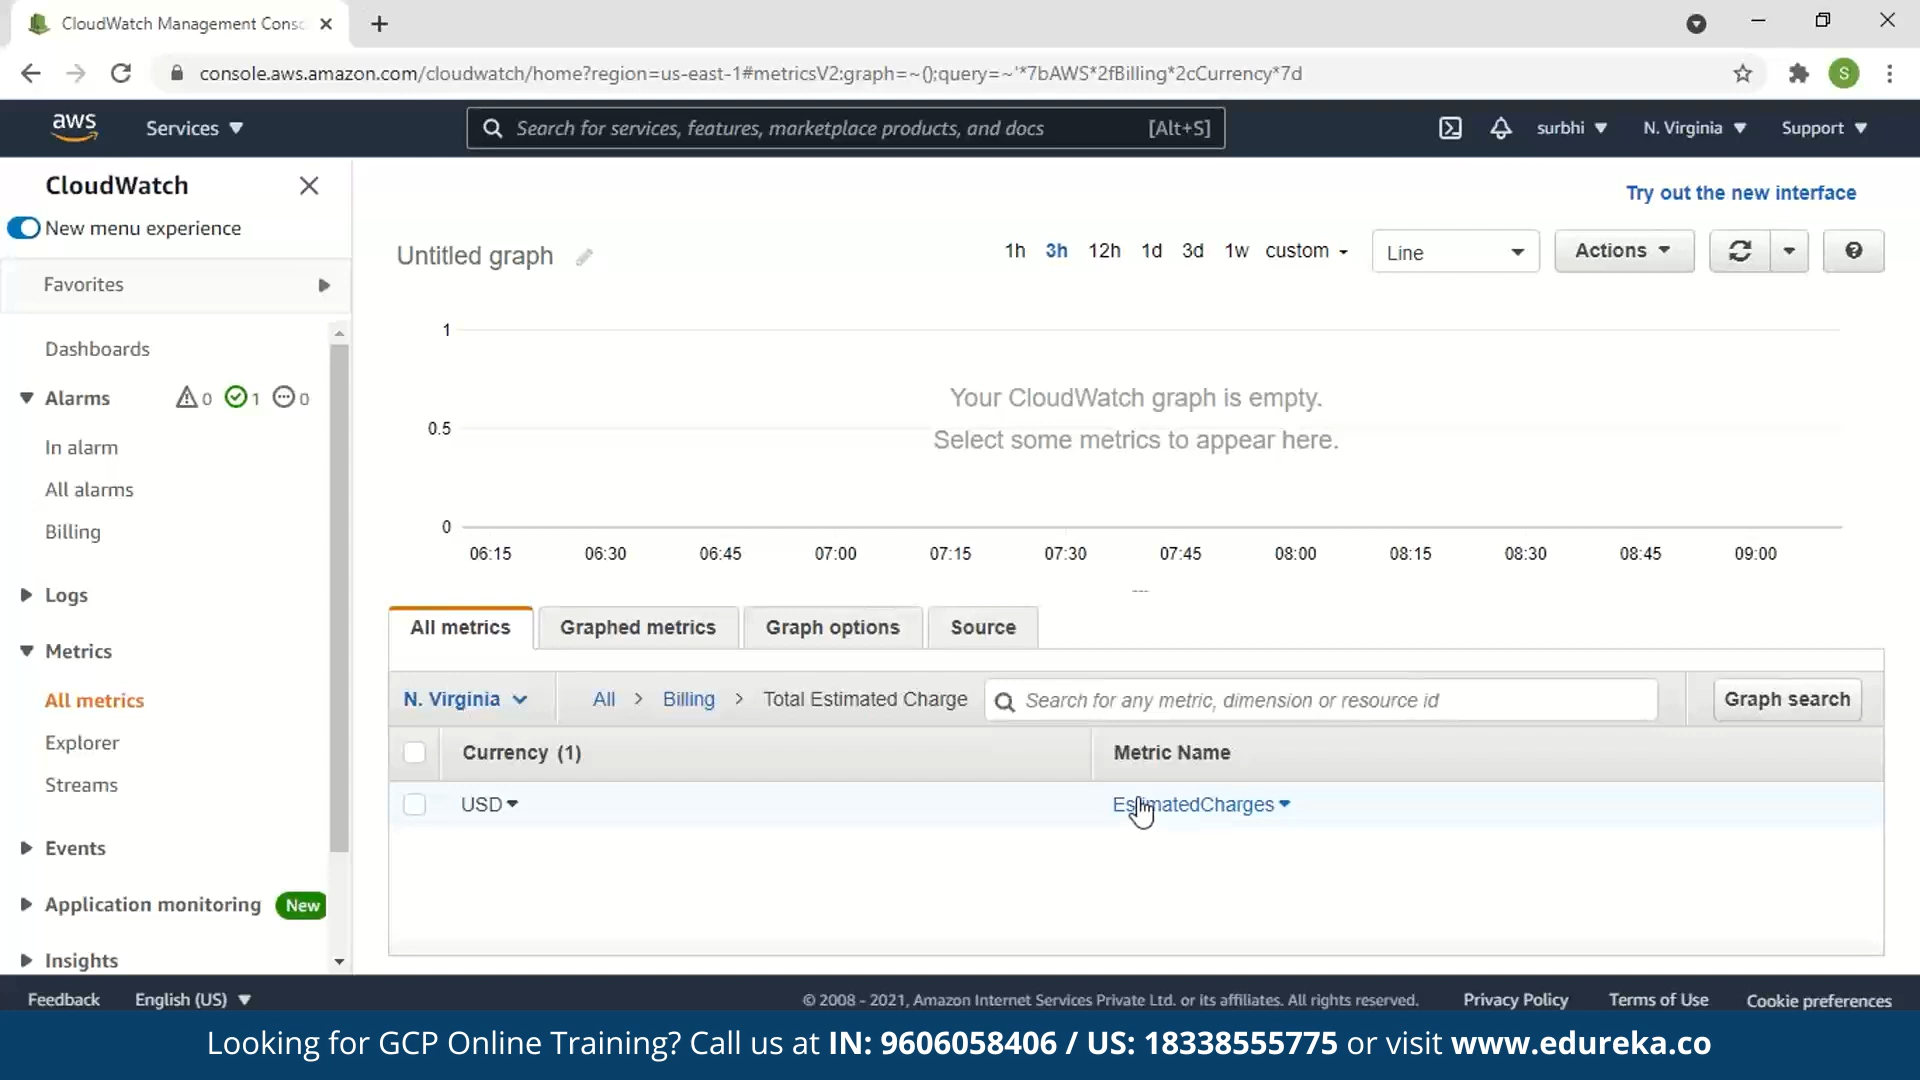 CloudWatch Management Consc
console.aws.amazon.com/cloudwatch/home?region=us-east-1#metricsV2:graph=~();query=~'*7bAWS*2fBilling*2cCurrency*7d
S
aws
Services
Search for services, features, marketplace products, and docs
[Alt+S]
surbhi
N. Virginia
Support
CloudWatch
New menu experience
Favorites
Dashboards
Alarms
0
1
0
In alarm
All alarms
Billing
Logs
Metrics
All metrics
Explorer
Streams
Events
Application monitoring
New
Insights
Try out the new interface
Untitled graph
1h 3h 12h 1d 3d 1w custom
Line
Actions
?
1
0.5
0
Your CloudWatch graph is empty.
Select some metrics to appear here.
06:15 06:30 06:45 07:00 07:15 07:30 07:45 08:00 08:15 08:30 08:45 09:00
All metrics
Graphed metrics
Graph options
Source
N. Virginia
All > Billing > Total Estimated Charge
Search for any metric, dimension or resource id
Graph search
Currency (1)
Metric Name
USD
EstimatedCharges
Feedback
English (US)
© 2008 - 2021, Amazon Internet Services Private Ltd. or its affiliates. All rights reserved.
Privacy Policy
Terms of Use
Cookie preferences
Looking for GCP Online Training? Call us at IN: 9606058406 / US: 18338555775 or visit www.edureka.co